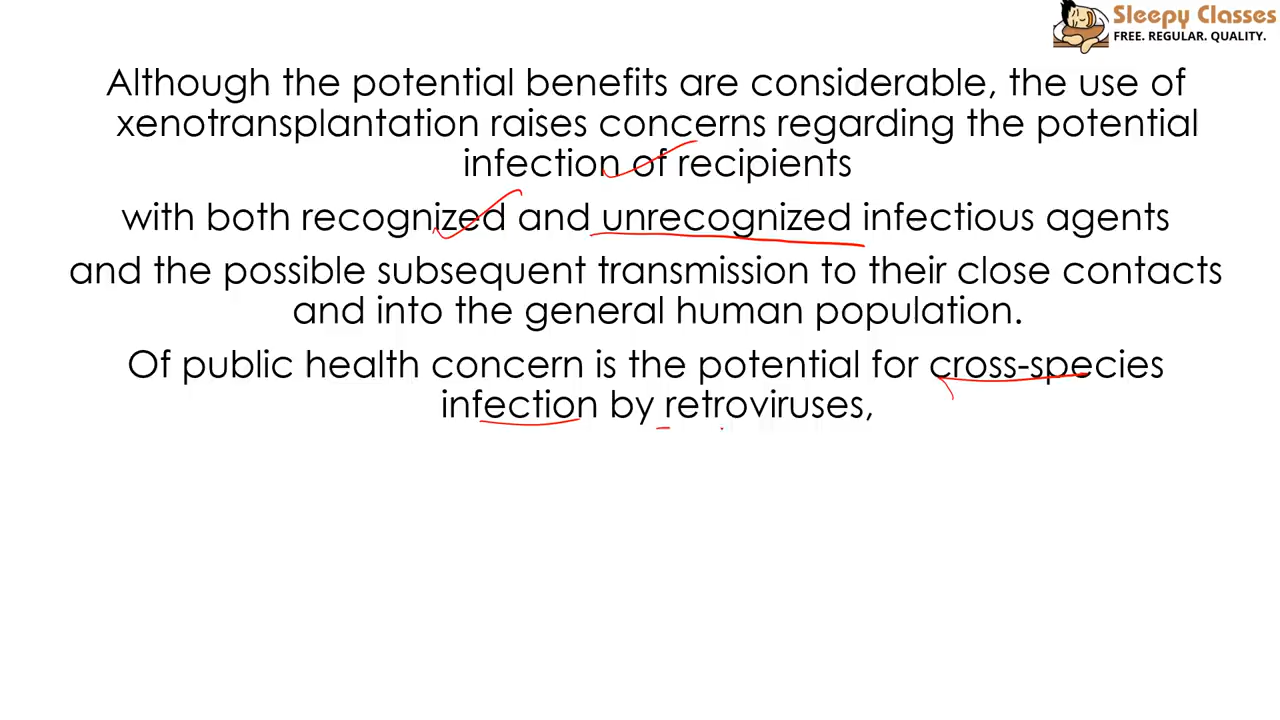 Sleepy Classes
FREE. REGULAR. QUALITY.
Although the potential benefits are considerable, the use of
xenotransplantation raises concerns regarding the potential
infection of recipients
with both recognized and unrecognized infectious agents
and the possible subsequent transmission to their close contacts
and into the general human population.
Of public health concern is the potential for cross-species
infection by retroviruses,